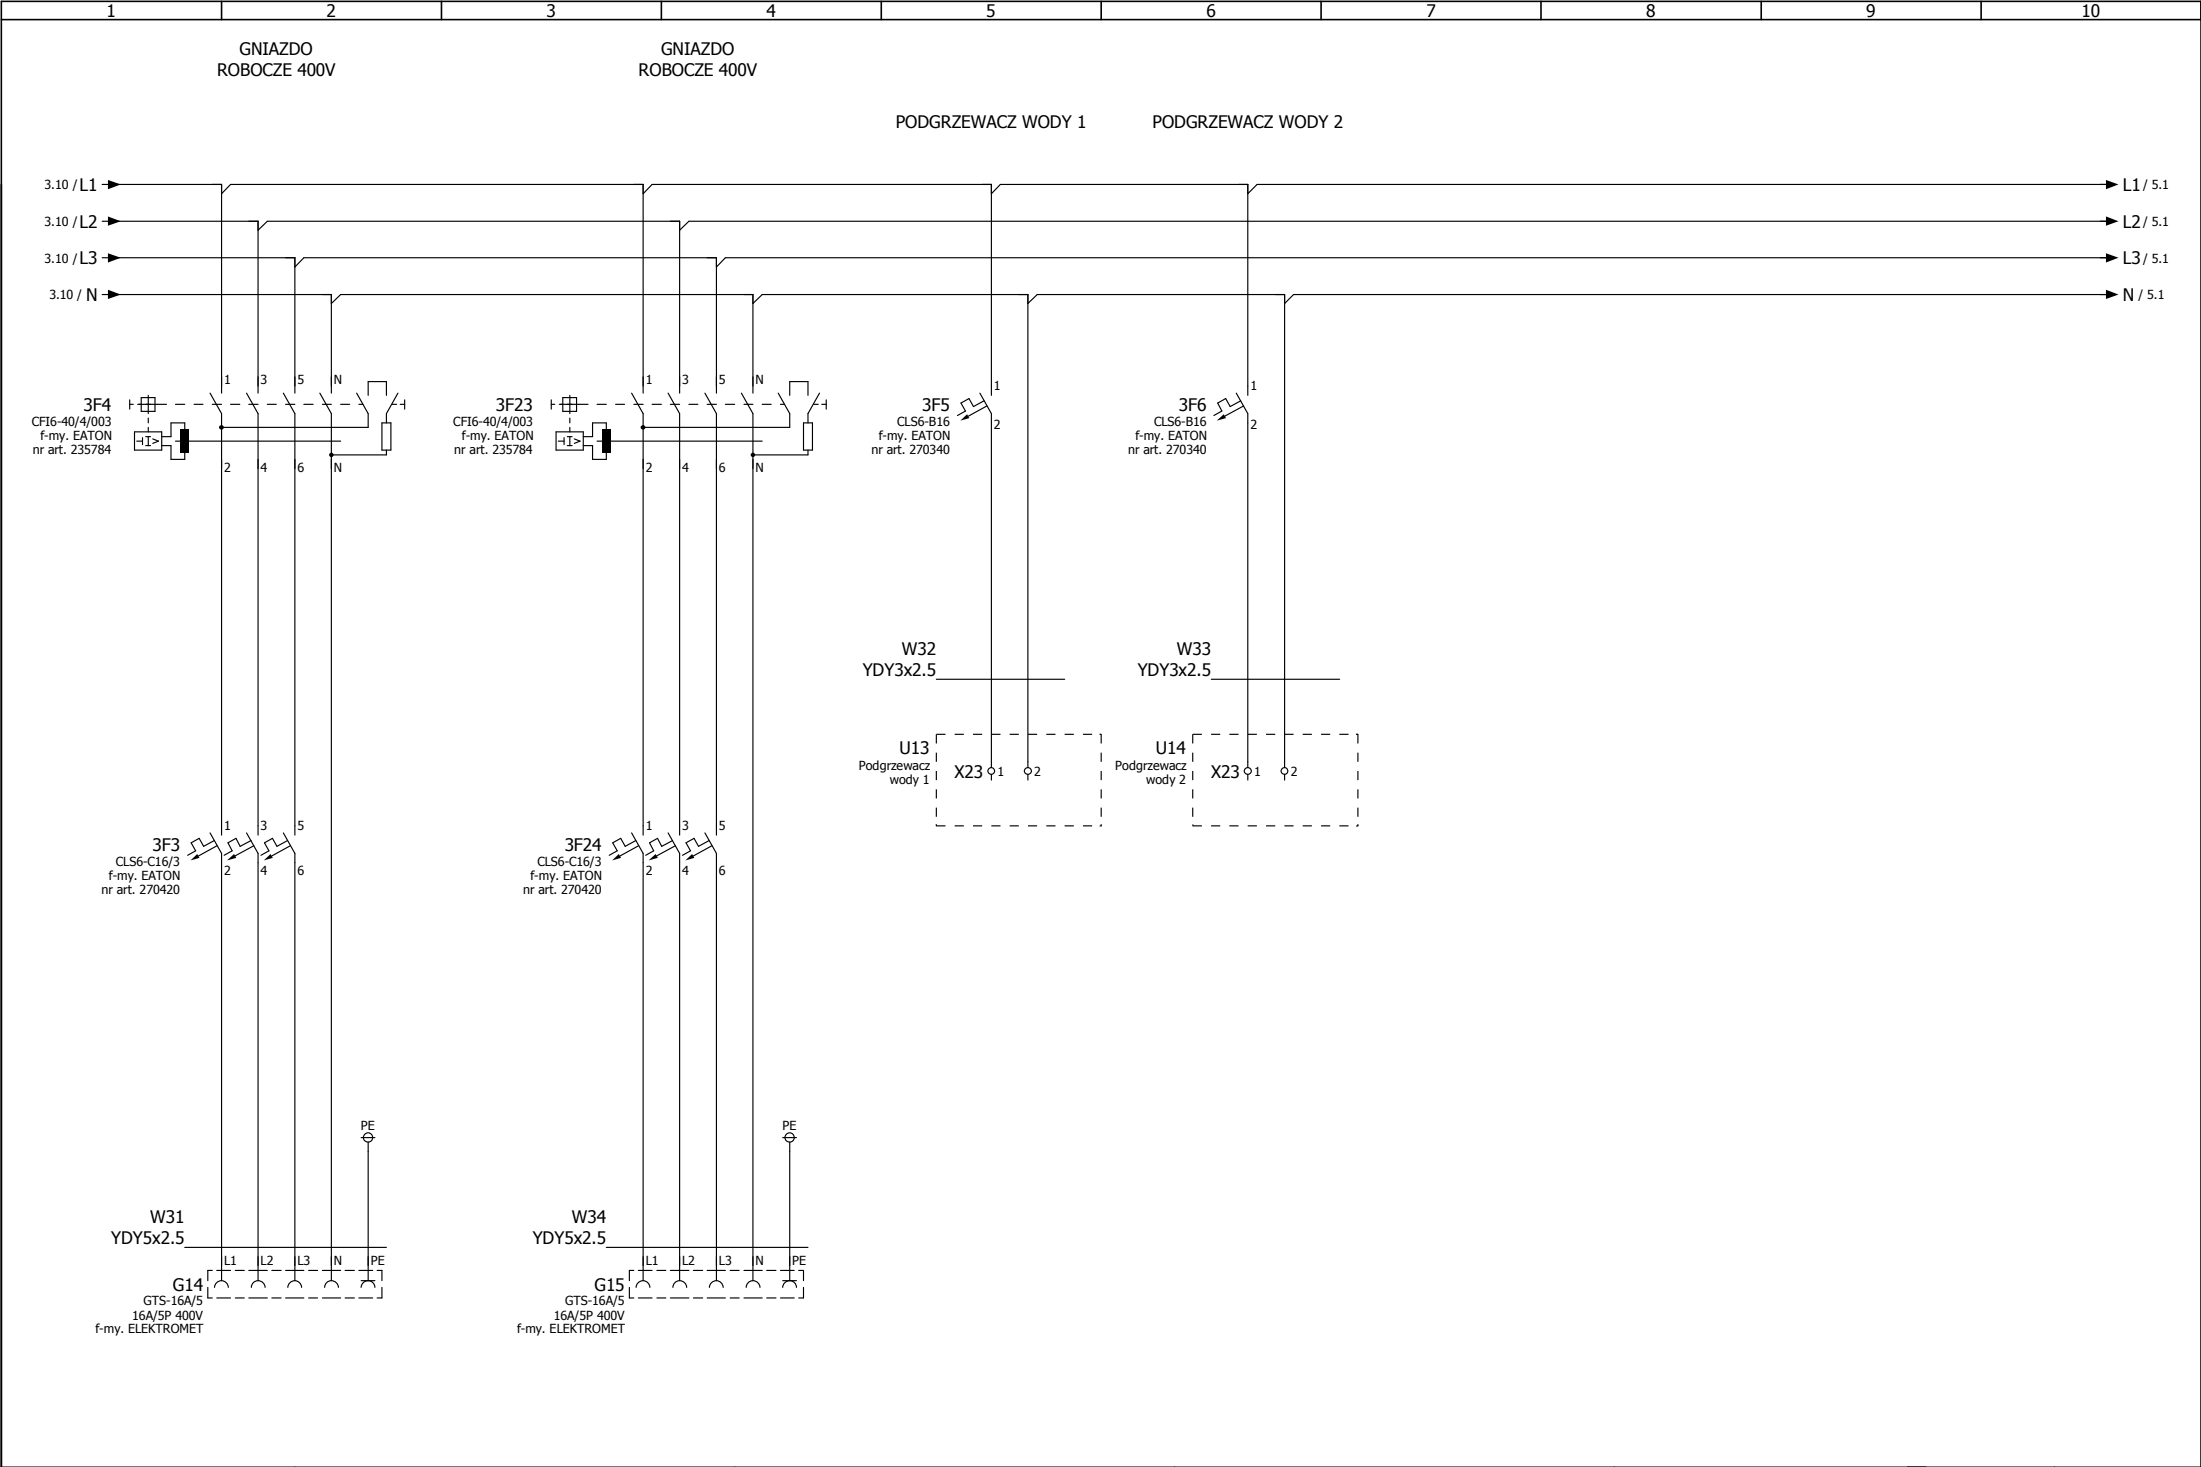 1 2 3 4 5 6 7 8 9 10
GNIAZDO
ROBOCZE 400V
GNIAZDO
ROBOCZE 400V
PODGRZEWACZ WODY 1
PODGRZEWACZ WODY 2
3.10 / L1
L1 / 5.1
3.10 / L2
L2 / 5.1
3.10 / L3
L3 / 5.1
3.10 / N
N / 5.1
3F4
CFI6-40/4/003
f-my. EATON
nr art. 235784
1 3 5 N
I>
2 4 6 N
3F23
CFI6-40/4/003
f-my. EATON
nr art. 235784
1 3 5 N
I>
2 4 6 N
3F5
CLS6-B16
f-my. EATON
nr art. 270340
1
2
3F6
CLS6-B16
f-my. EATON
nr art. 270340
1
2
W32
YDY3x2.5
W33
YDY3x2.5
U13
Podgrzewacz
wody 1
X23 1 2
U14
Podgrzewacz
wody 2
X23 1 2
3F3
CLS6-C16/3
f-my. EATON
nr art. 270420
1 3 5
2 4 6
3F24
CLS6-C16/3
f-my. EATON
nr art. 270420
1 3 5
2 4 6
PE
PE
W31
YDY5x2.5
L1 L2 L3 N PE
G14
GTS-16A/5
16A/5P 400V
f-my. ELEKTROMET
W34
YDY5x2.5
L1 L2 L3 N PE
G15
GTS-16A/5
16A/5P 400V
f-my. ELEKTROMET